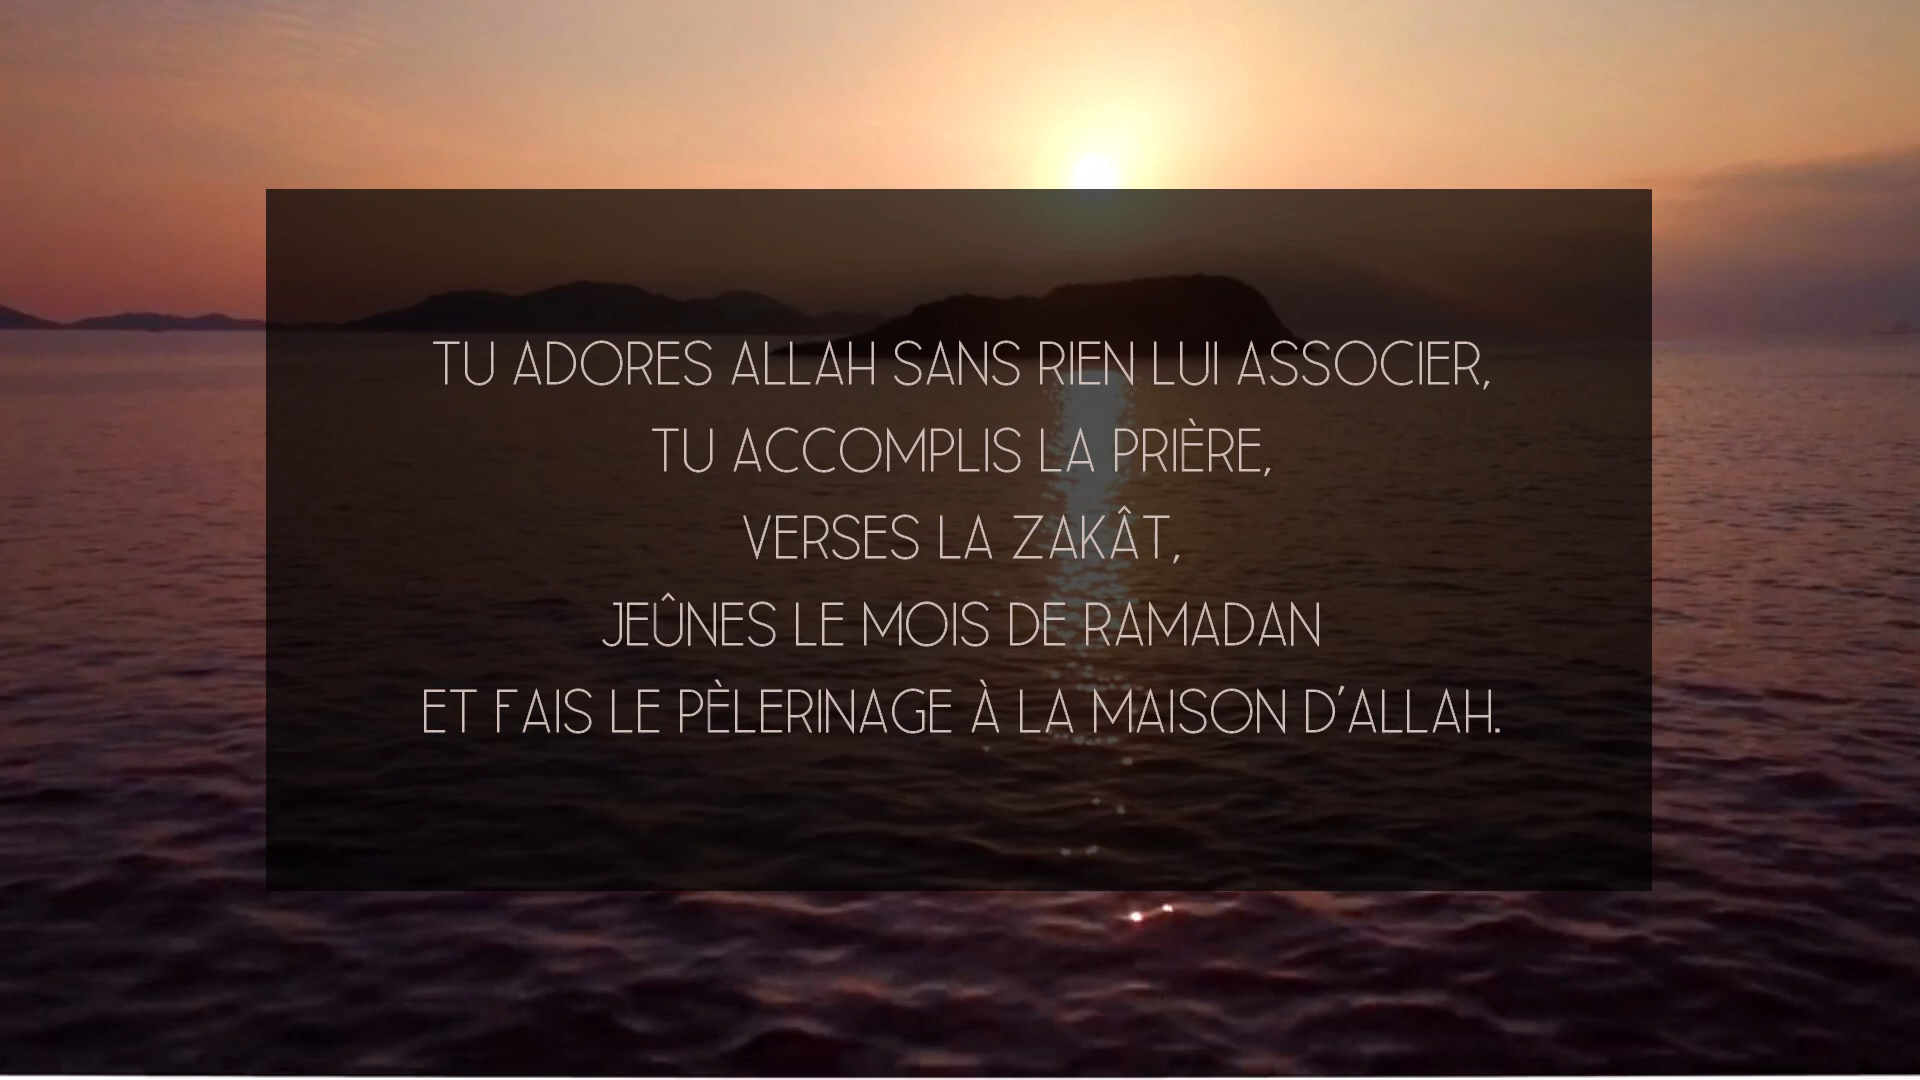 TU ADORES ALLAH SANS RIEN LUI ASSOCIER,
TU ACCOMPLIS LA PRIÈRE,
VERSES LA ZAKÂT,
JEÛNES LE MOIS DE RAMADAN
ET FAIS LE PÈLERINAGE À LA MAISON D'ALLAH.